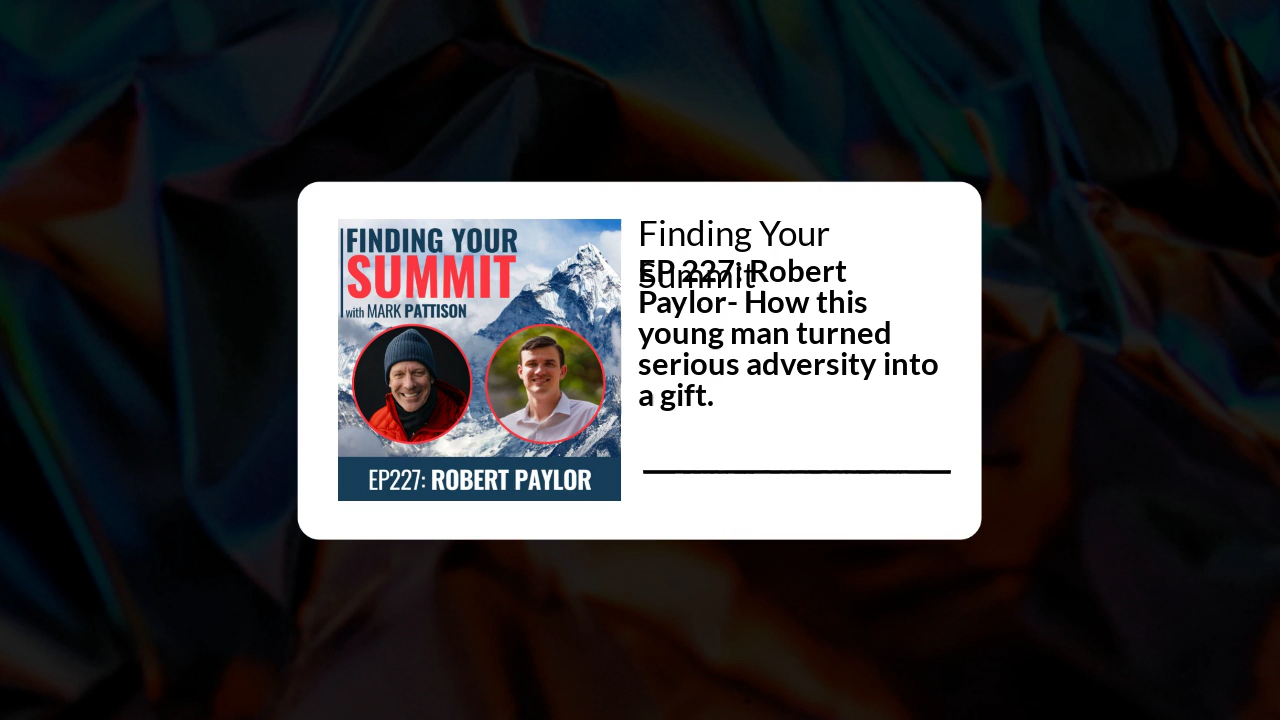 FINDING YOUR
SUMMIT
with MARK PATTISON
EP227: ROBERT PAYLOR
Finding Your
Summit
EP 227: Robert
Paylor- How this
young man turned
serious adversity into
a gift.